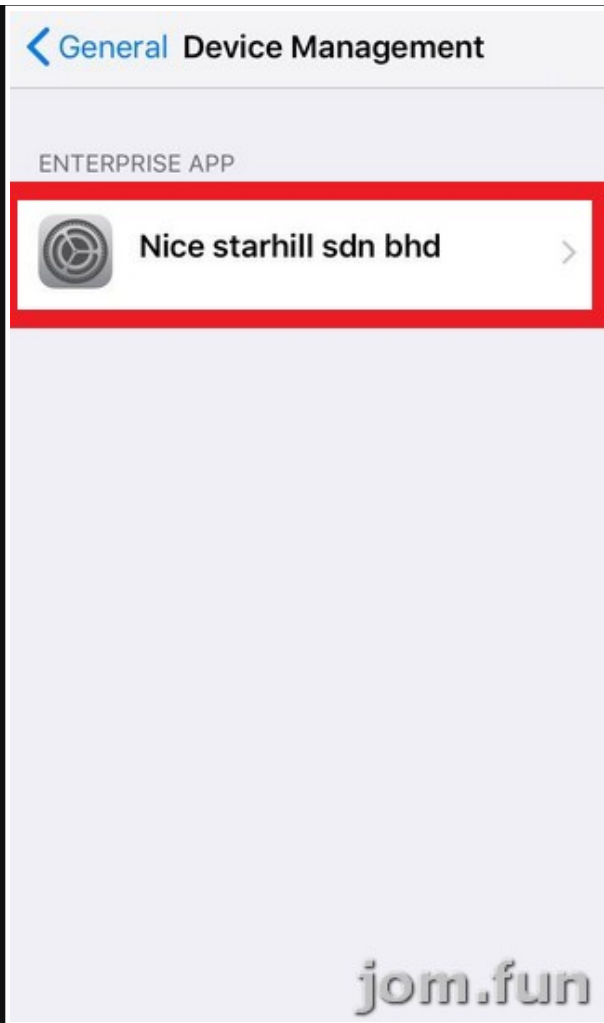 General Device Management
ENTERPRISE APP
Nice starhill sdn bhd
jom.fun